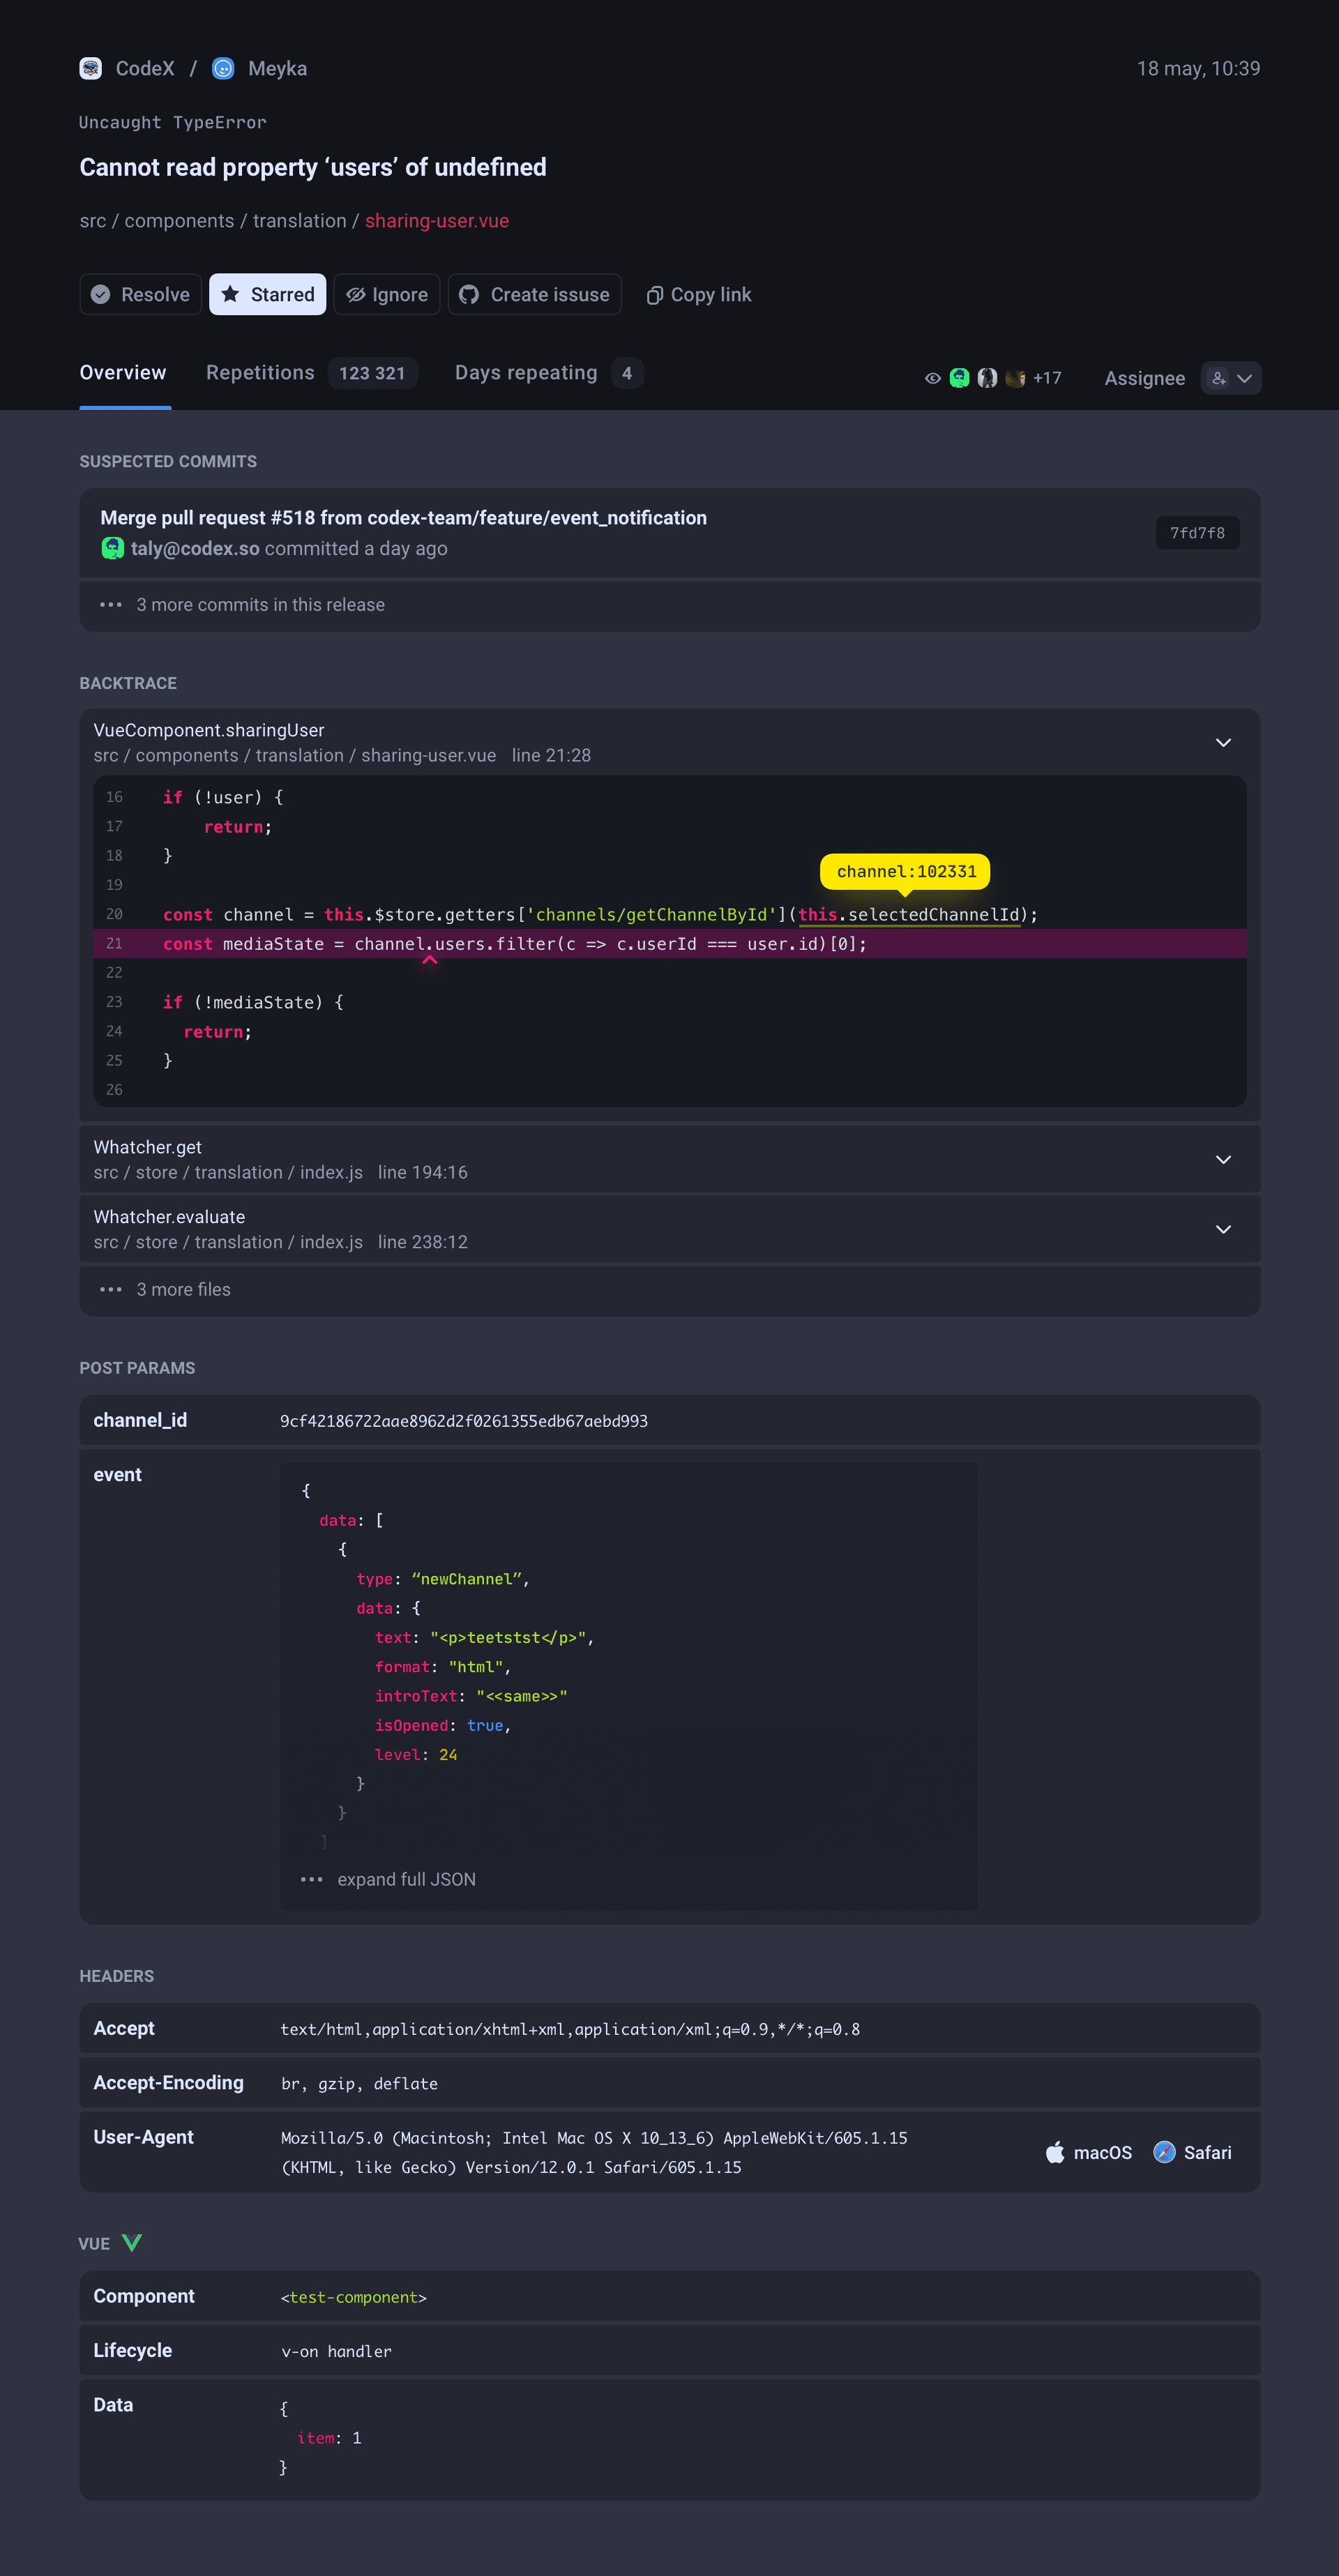 CodeX / Meyka 18 may, 10:39
Uncaught TypeError
Cannot read property ‘users’ of undefined
src / components / translation / sharing-user.vue
Resolve Starred Ignore Create issuse Copy link
Overview Repetitions 123 321 Days repeating 4 +17 Assignee
SUSPECTED COMMITS
Merge pull request #518 from codex-team/feature/event_notification
taly@codex.so committed a day ago
7fd7f8
3 more commits in this release
BACKTRACE
VueComponent.sharingUser
src / components / translation / sharing-user.vue line 21:28
16 if (!user) {
17 return;
18 }
channel:102331
19
20 const channel = this.$store.getters['channels/getChannelById'](this.selectedChannelId);
21 const mediaState = channel.users.filter(c => c.userId === user.id)[0];
22
23 if (!mediaState) {
24 return;
25 }
26
Whatcher.get
src / store / translation / index.js line 194:16
Whatcher.evaluate
src / store / translation / index.js line 238:12
3 more files
POST PARAMS
channel_id 9cf42186722aae8962d2f0261355edb67aebd993
event
{
data: [
{
type: “newChannel”,
data: {
text: "<p>teetstst</p>",
format: "html",
introText: "<<same>>"
isOpened: true,
level: 24
}
}
]
expand full JSON
HEADERS
Accept text/html,application/xhtml+xml,application/xml;q=0.9,*/*;q=0.8
Accept-Encoding br, gzip, deflate
User-Agent Mozilla/5.0 (Macintosh; Intel Mac OS X 10_13_6) AppleWebKit/605.1.15
(KHTML, like Gecko) Version/12.0.1 Safari/605.1.15
macOS Safari
VUE
Component <test-component>
Lifecycle v-on handler
Data {
item: 1
}